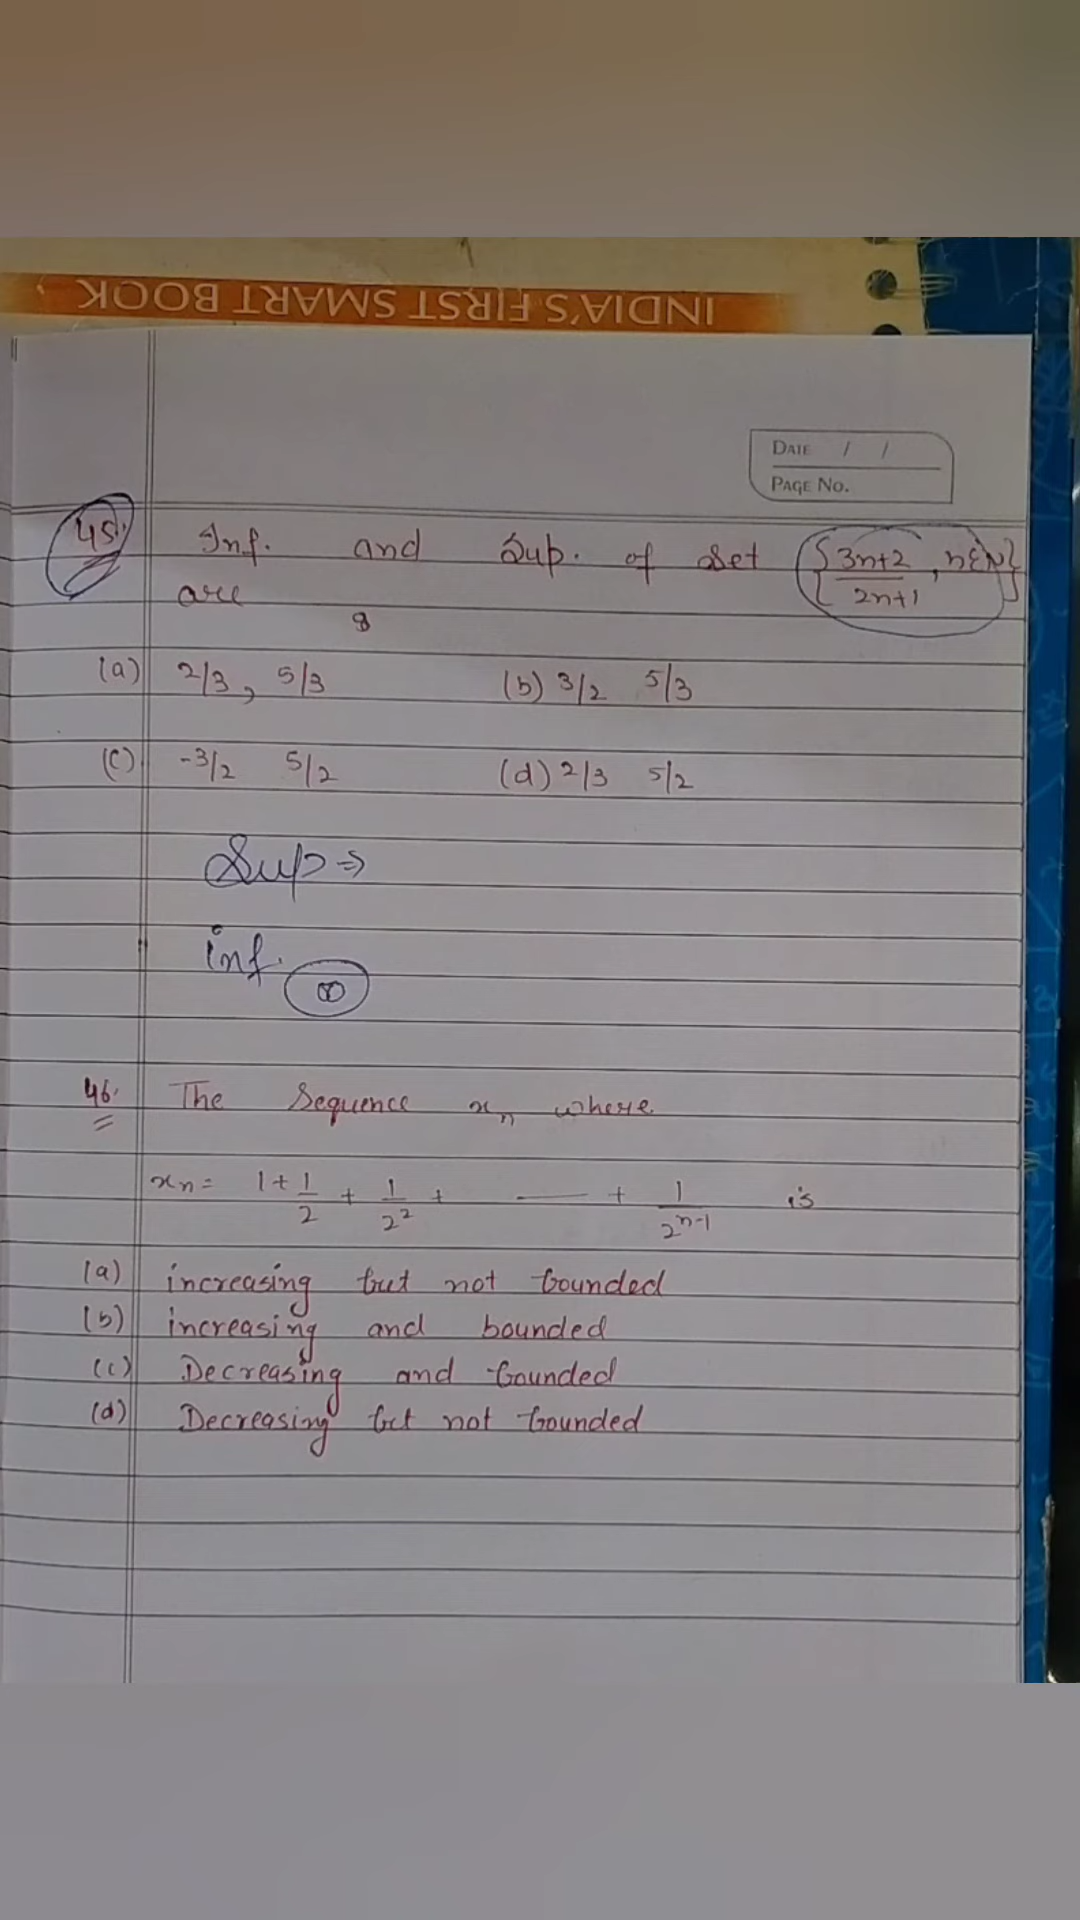 INDIA'S FIRST SMART BOOK
DATE / /
PAGE No.
45. Inf. and Sup. of set {3n+2/2n+1, n∈N}
are
(a) 2/3, 5/3 (b) 3/2 5/3
(c) -3/2 5/2 (d) 2/3 5/2
Sup ⇒
inf. ∞
46. The Sequence xn where
xn = 1 + 1/2 + 1/2² + — + 1/2ⁿ⁻¹ is
(a) increasing but not bounded
(b) increasing and bounded
(c) Decreasing and bounded
(d) Decreasing bct not bounded